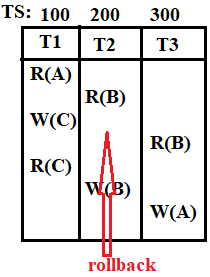 TS: 100 200 300
T1 T2 T3
R(A)
R(B)
W(C)
R(B)
R(C)
W(B)
W(A)
rollback